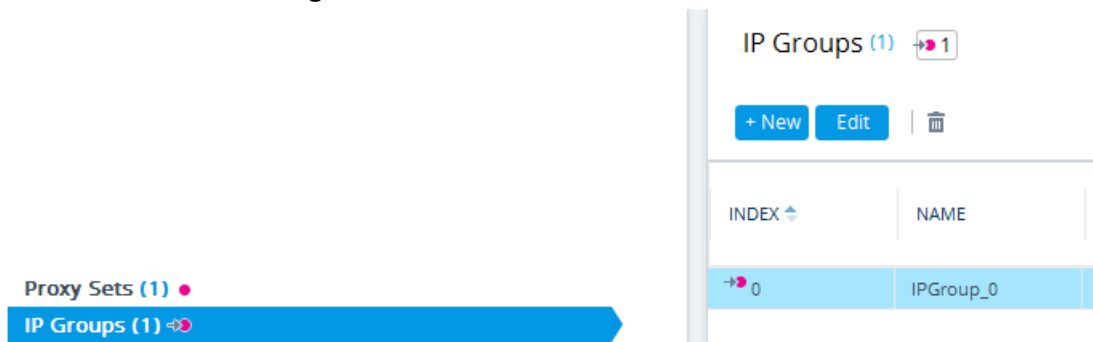 IP Groups (1) 1
+ New Edit
INDEX NAME
0 IPGroup_0
Proxy Sets (1)
IP Groups (1)